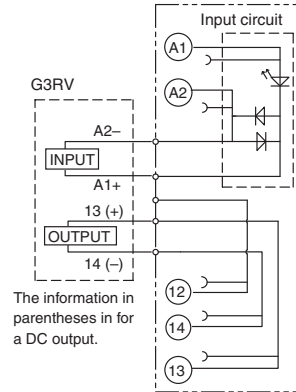 Input circuit
A1
G3RV
A2
A2–
INPUT
A1+
13 (+)
OUTPUT
14 (–)
12
14
13
The information in
parentheses in for
a DC output.